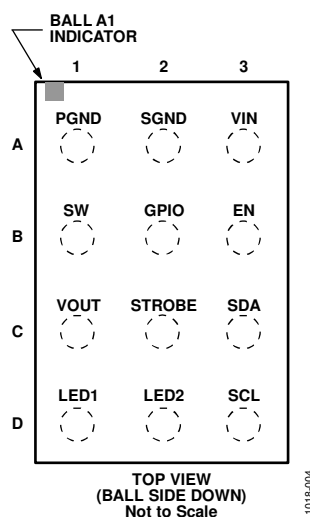 BALL A1
INDICATOR
1 2 3
PGND SGND VIN
A
SW GPIO EN
B
VOUT STROBE SDA
C
LED1 LED2 SCL
D
TOP VIEW
(BALL SIDE DOWN)
Not to Scale
1018-004